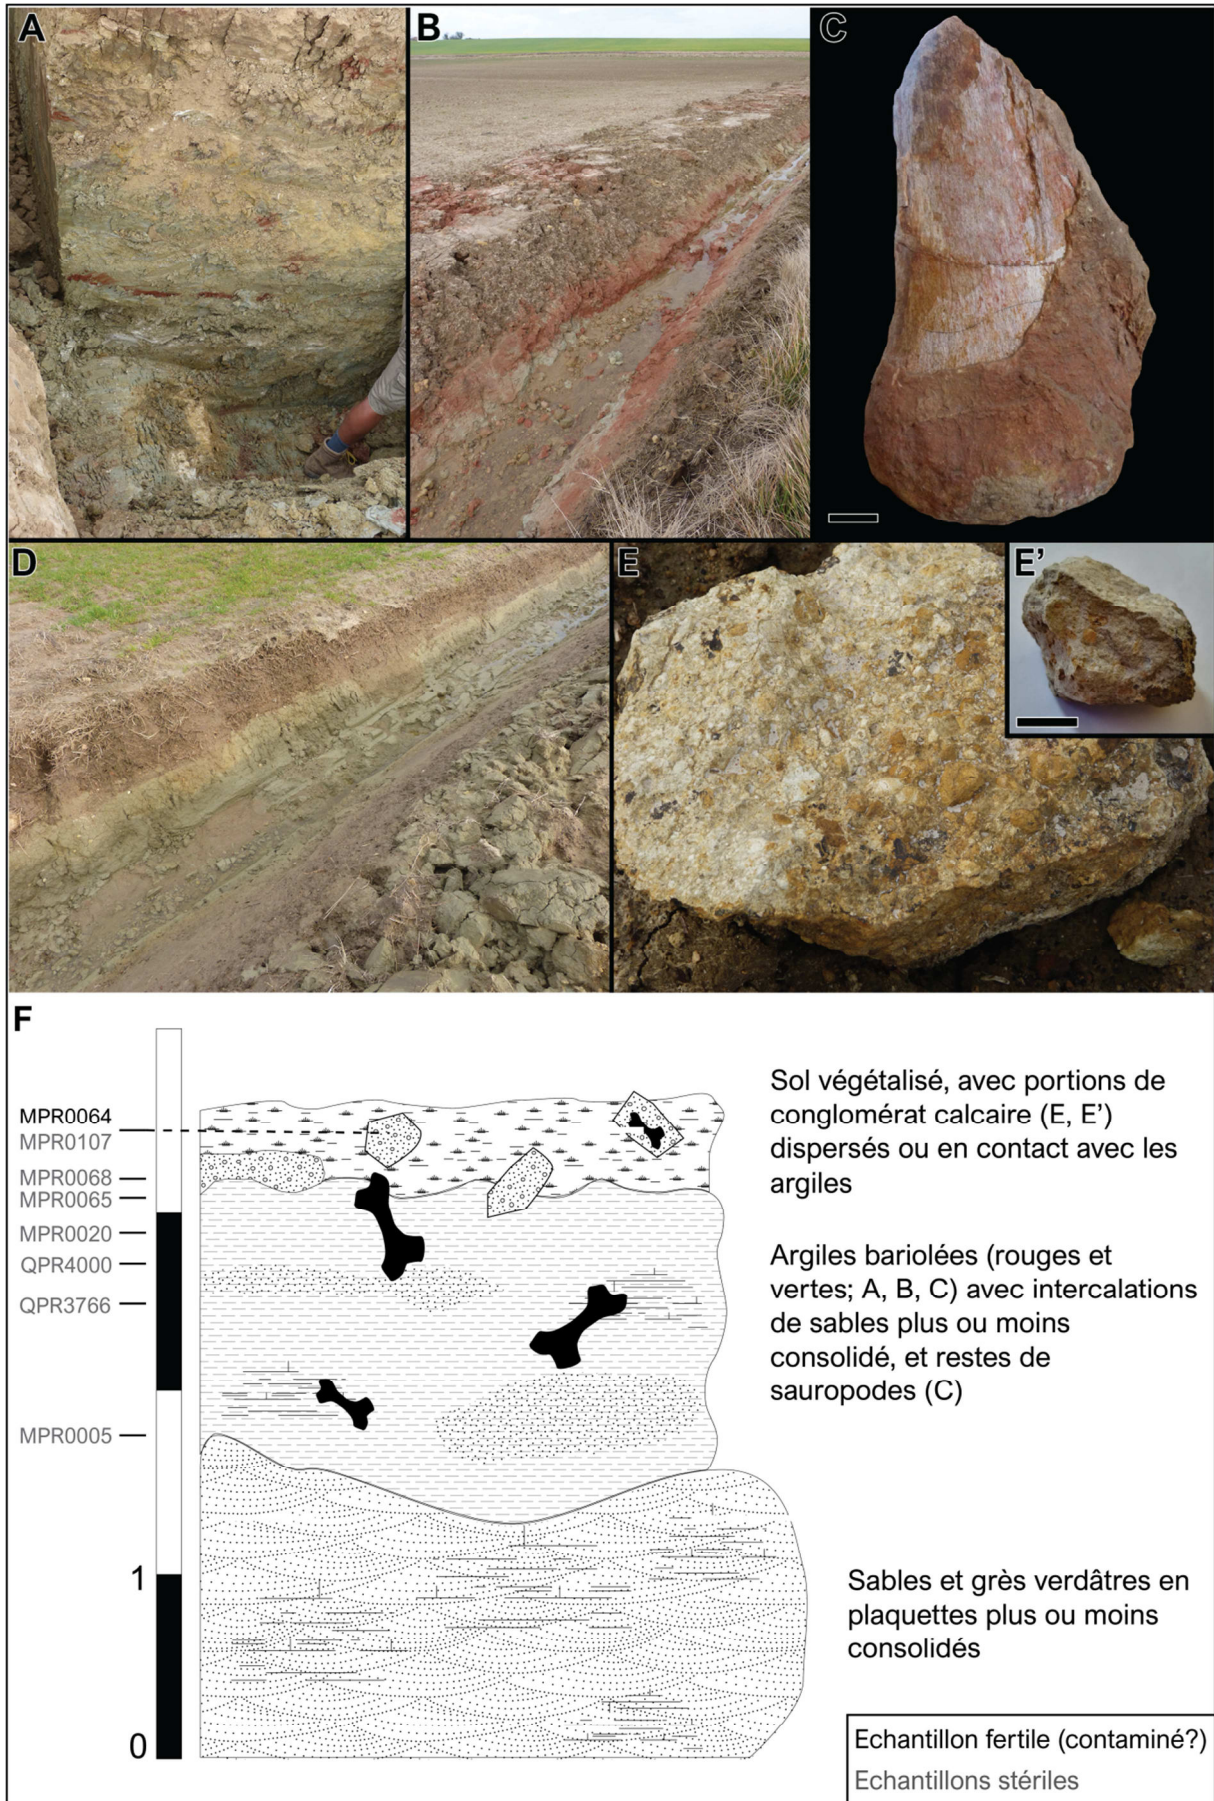 A
B
C
D
E
E’
F
MPR0064
MPR0107
MPR0068
MPR0065
MPR0020
QPR4000
QPR3766
MPR0005
1
0
Sol végétalisé, avec portions de
conglomérat calcaire (E, E’)
dispersés ou en contact avec les
argiles
Argiles bariolées (rouges et
vertes; A, B, C) avec intercalations
de sables plus ou moins
consolidé, et restes de
sauropodes (C)
Sables et grès verdâtres en
plaquettes plus ou moins
consolidés
Echantillon fertile (contaminé?)
Echantillons stériles